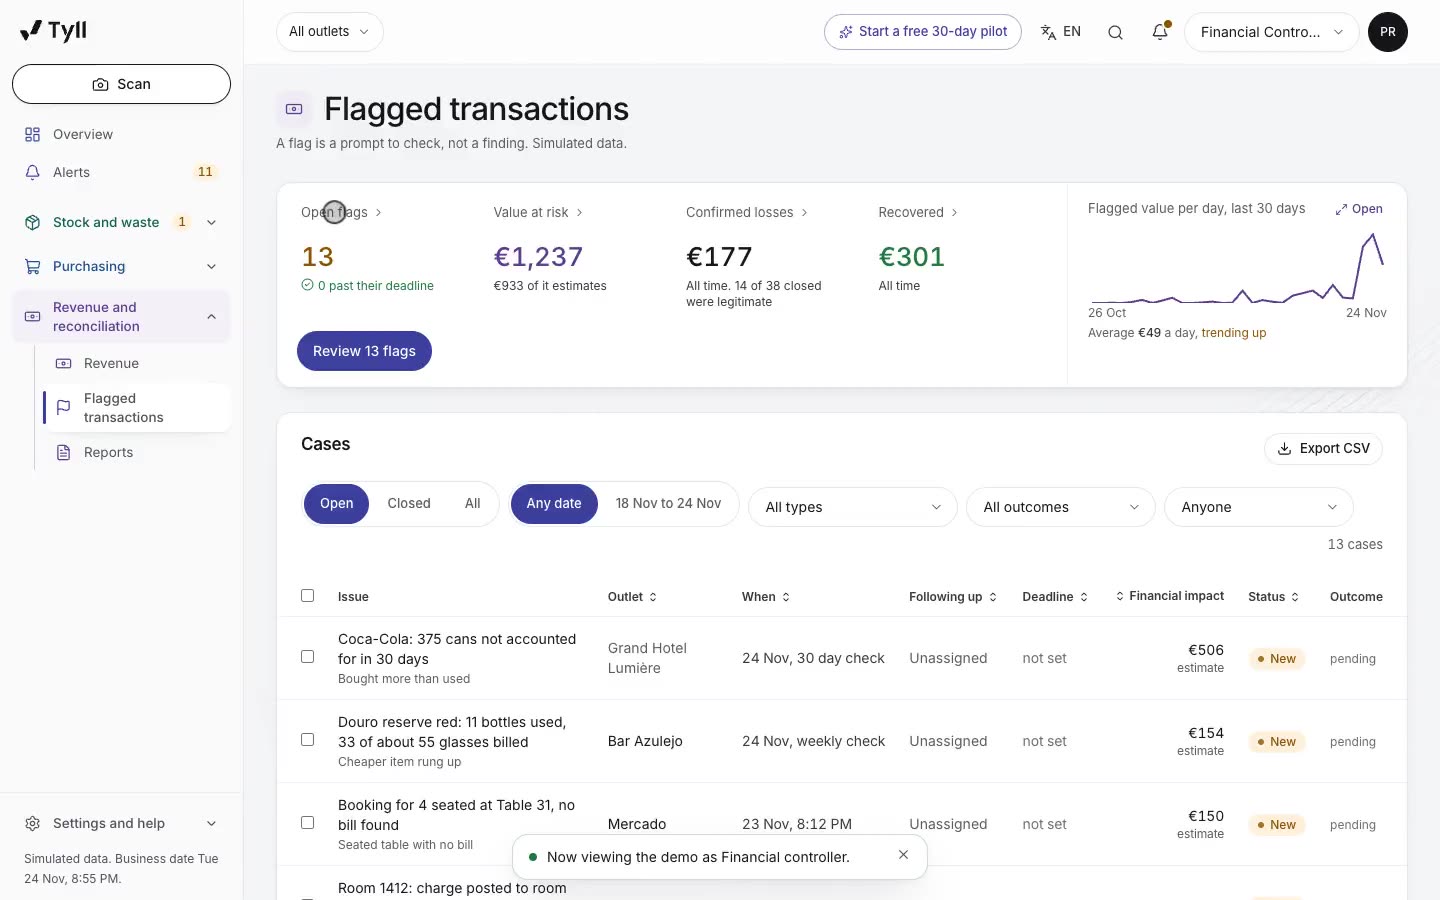 Tyll
All outlets
Start a free 30-day pilot
EN
Financial Contro...
PR
Scan
Overview
Alerts 11
Stock and waste 1
Purchasing
Revenue and
reconciliation
Revenue
Flagged
transactions
Reports
Settings and help
Simulated data. Business date Tue
24 Nov, 8:55 PM.
Flagged transactions
A flag is a prompt to check, not a finding. Simulated data.
Open flags
13
0 past their deadline
Value at risk
€1,237
€933 of it estimates
Confirmed losses
€177
All time. 14 of 38 closed
were legitimate
Recovered
€301
All time
Review 13 flags
Flagged value per day, last 30 days
Open
26 Oct 24 Nov
Average €49 a day, trending up
Cases
Export CSV
Open Closed All
Any date 18 Nov to 24 Nov
All types
All outcomes
Anyone
13 cases
Issue Outlet When Following up Deadline Financial impact Status Outcome
Coca-Cola: 375 cans not accounted
for in 30 days
Bought more than used
Grand Hotel
Lumière
24 Nov, 30 day check
Unassigned
not set
€506
estimate
New
pending
Douro reserve red: 11 bottles used,
33 of about 55 glasses billed
Cheaper item rung up
Bar Azulejo
24 Nov, weekly check
Unassigned
not set
€154
estimate
New
pending
Booking for 4 seated at Table 31, no
bill found
Seated table with no bill
Mercado
23 Nov, 8:12 PM
Unassigned
not set
€150
estimate
New
pending
Room 1412: charge posted to room
Now viewing the demo as Financial controller.